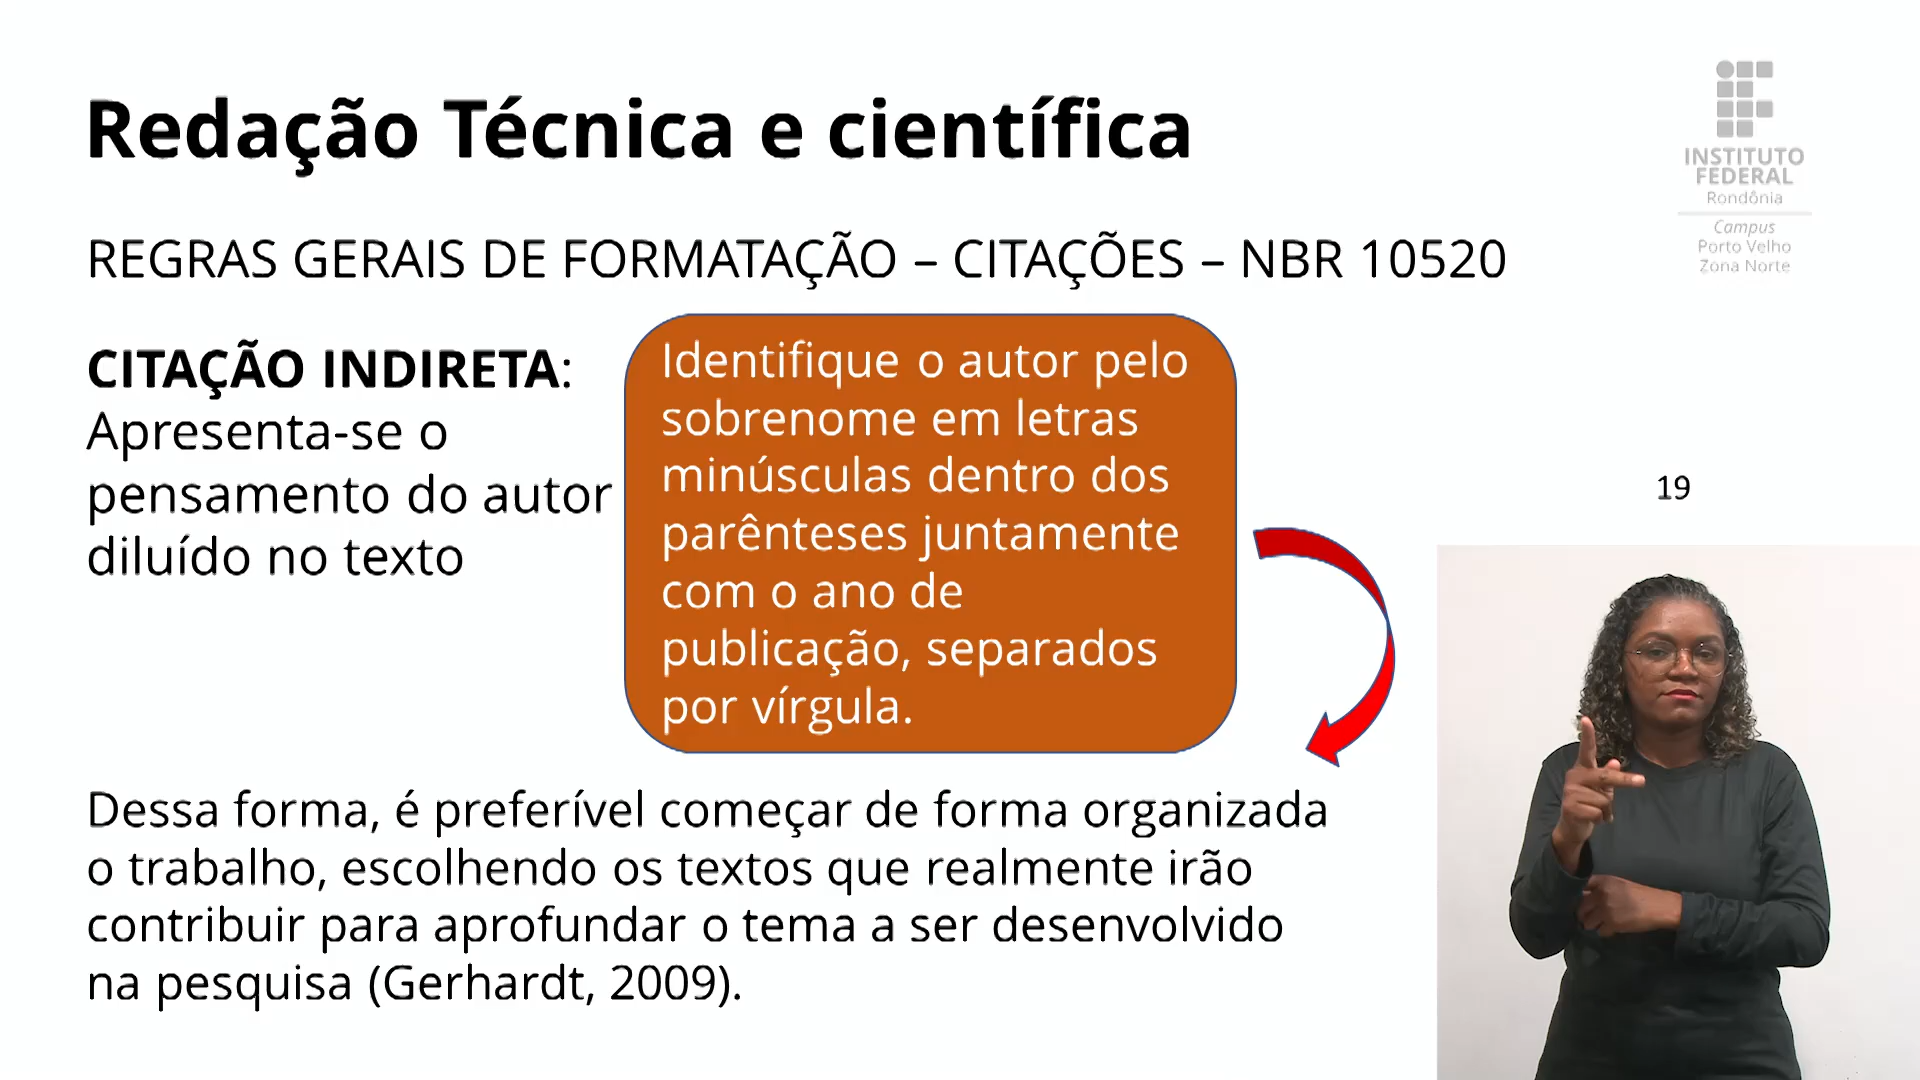 Redação Técnica e científica
INSTITUTO
FEDERAL
Rondônia
Campus
Porto Velho
Zona Norte
REGRAS GERAIS DE FORMATAÇÃO – CITAÇÕES – NBR 10520
CITAÇÃO INDIRETA:
Apresenta-se o
pensamento do autor
diluído no texto
Identifique o autor pelo
sobrenome em letras
minúsculas dentro dos
parênteses juntamente
com o ano de
publicação, separados
por vírgula.
19
Dessa forma, é preferível começar de forma organizada
o trabalho, escolhendo os textos que realmente irão
contribuir para aprofundar o tema a ser desenvolvido
na pesquisa (Gerhardt, 2009).